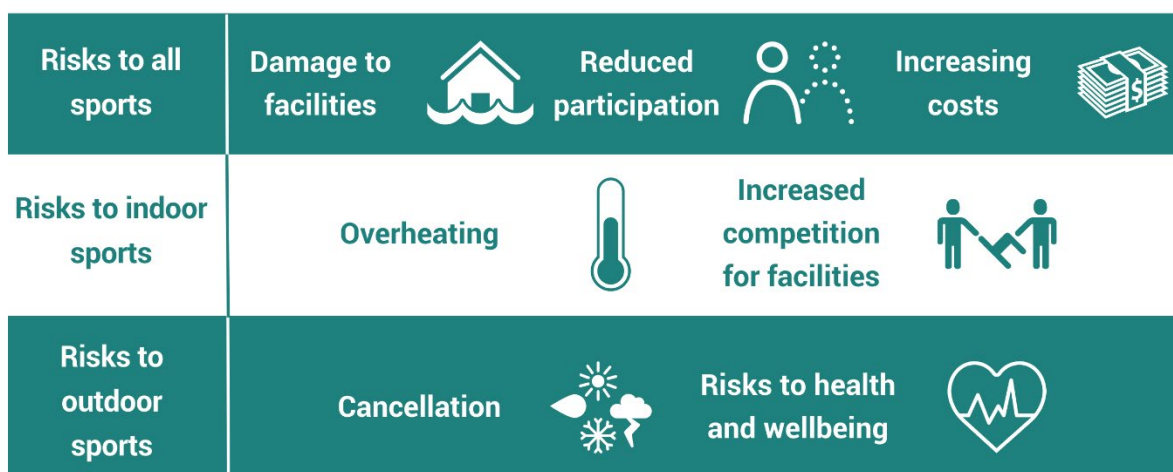 Risks to all
sports
Damage to
facilities
Reduced
participation
Increasing
costs
$
Risks to indoor
sports
Overheating
Increased
competition
for facilities
Risks to
outdoor
sports
Cancellation
Risks to health
and wellbeing